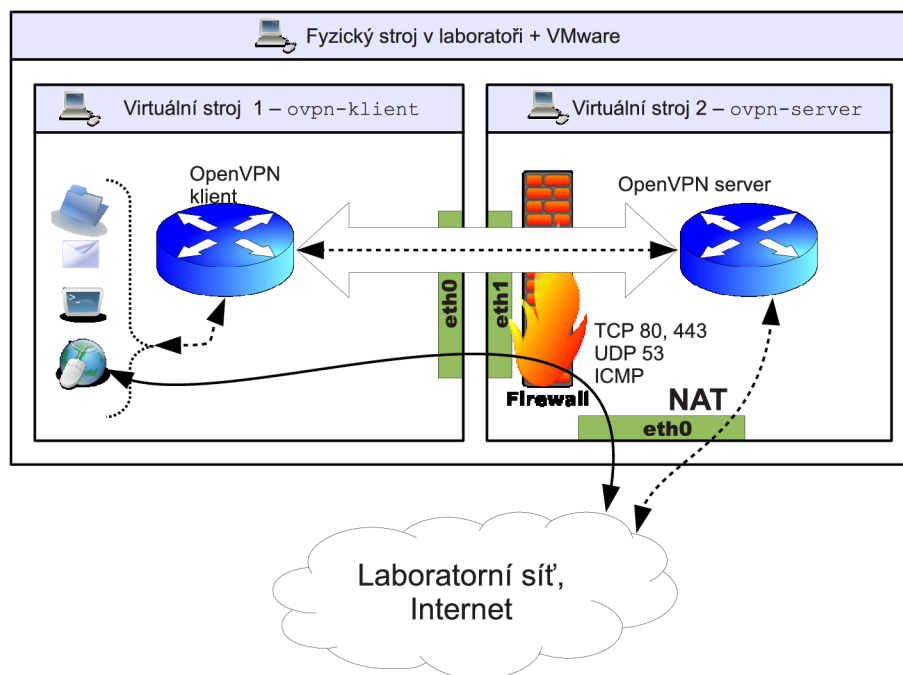 Fyzický stroj v laboratoři + VMware
Virtuální stroj 1 – ovpn-klient
Virtuální stroj 2 – ovpn-server
OpenVPN
klient
OpenVPN server
>_
eth0
eth1
TCP 80, 443
UDP 53
ICMP
Firewall
NAT
eth0
Laboratorní síť,
Internet